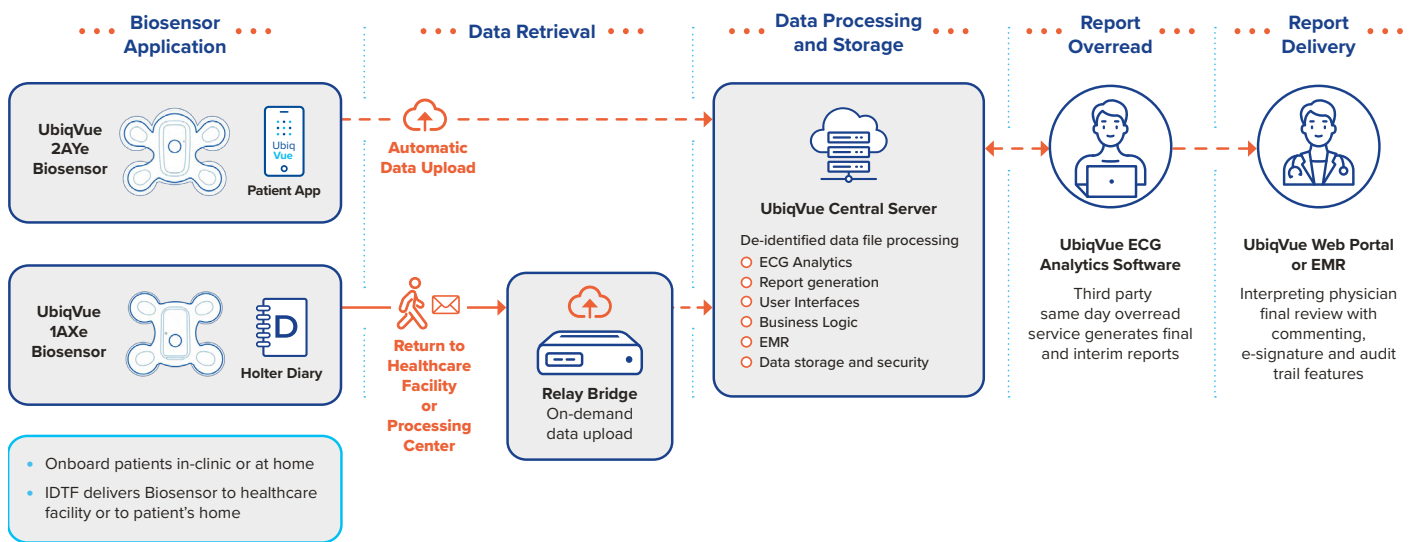 Biosensor
Application
Data Retrieval
Data Processing
and Storage
Report
Overread
Report
Delivery
UbiqVue
2AYe
Biosensor
Ubiq
Vue
Patient App
Automatic
Data Upload
UbiqVue
1AXe
Biosensor
D
Holter Diary
Return to
Healthcare
Facility
or
Processing
Center
Relay Bridge
On-demand
data upload
UbiqVue Central Server
De-identified data file processing
ECG Analytics
Report generation
User Interfaces
Business Logic
EMR
Data storage and security
UbiqVue ECG
Analytics Software
Third party
same day overread
service generates final
and interim reports
UbiqVue Web Portal
or EMR
Interpreting physician
final review with
commenting,
e-signature and audit
trail features
• Onboard patients in-clinic or at home
• IDTF delivers Biosensor to healthcare
facility or to patient's home